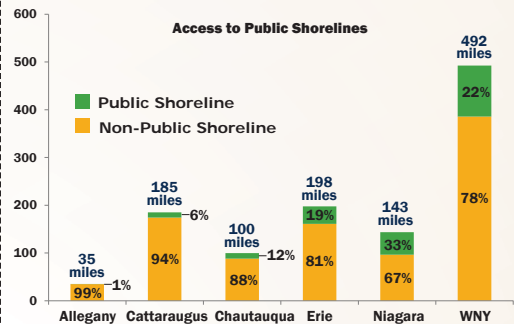 Access to Public Shorelines
600
500
400
300
200
100
0
Public Shoreline
Non-Public Shoreline
35
miles
1%
99%
185
miles
6%
94%
100
miles
12%
88%
198
miles
19%
81%
143
miles
33%
67%
492
miles
22%
78%
Allegany Cattaraugus Chautauqua Erie Niagara WNY